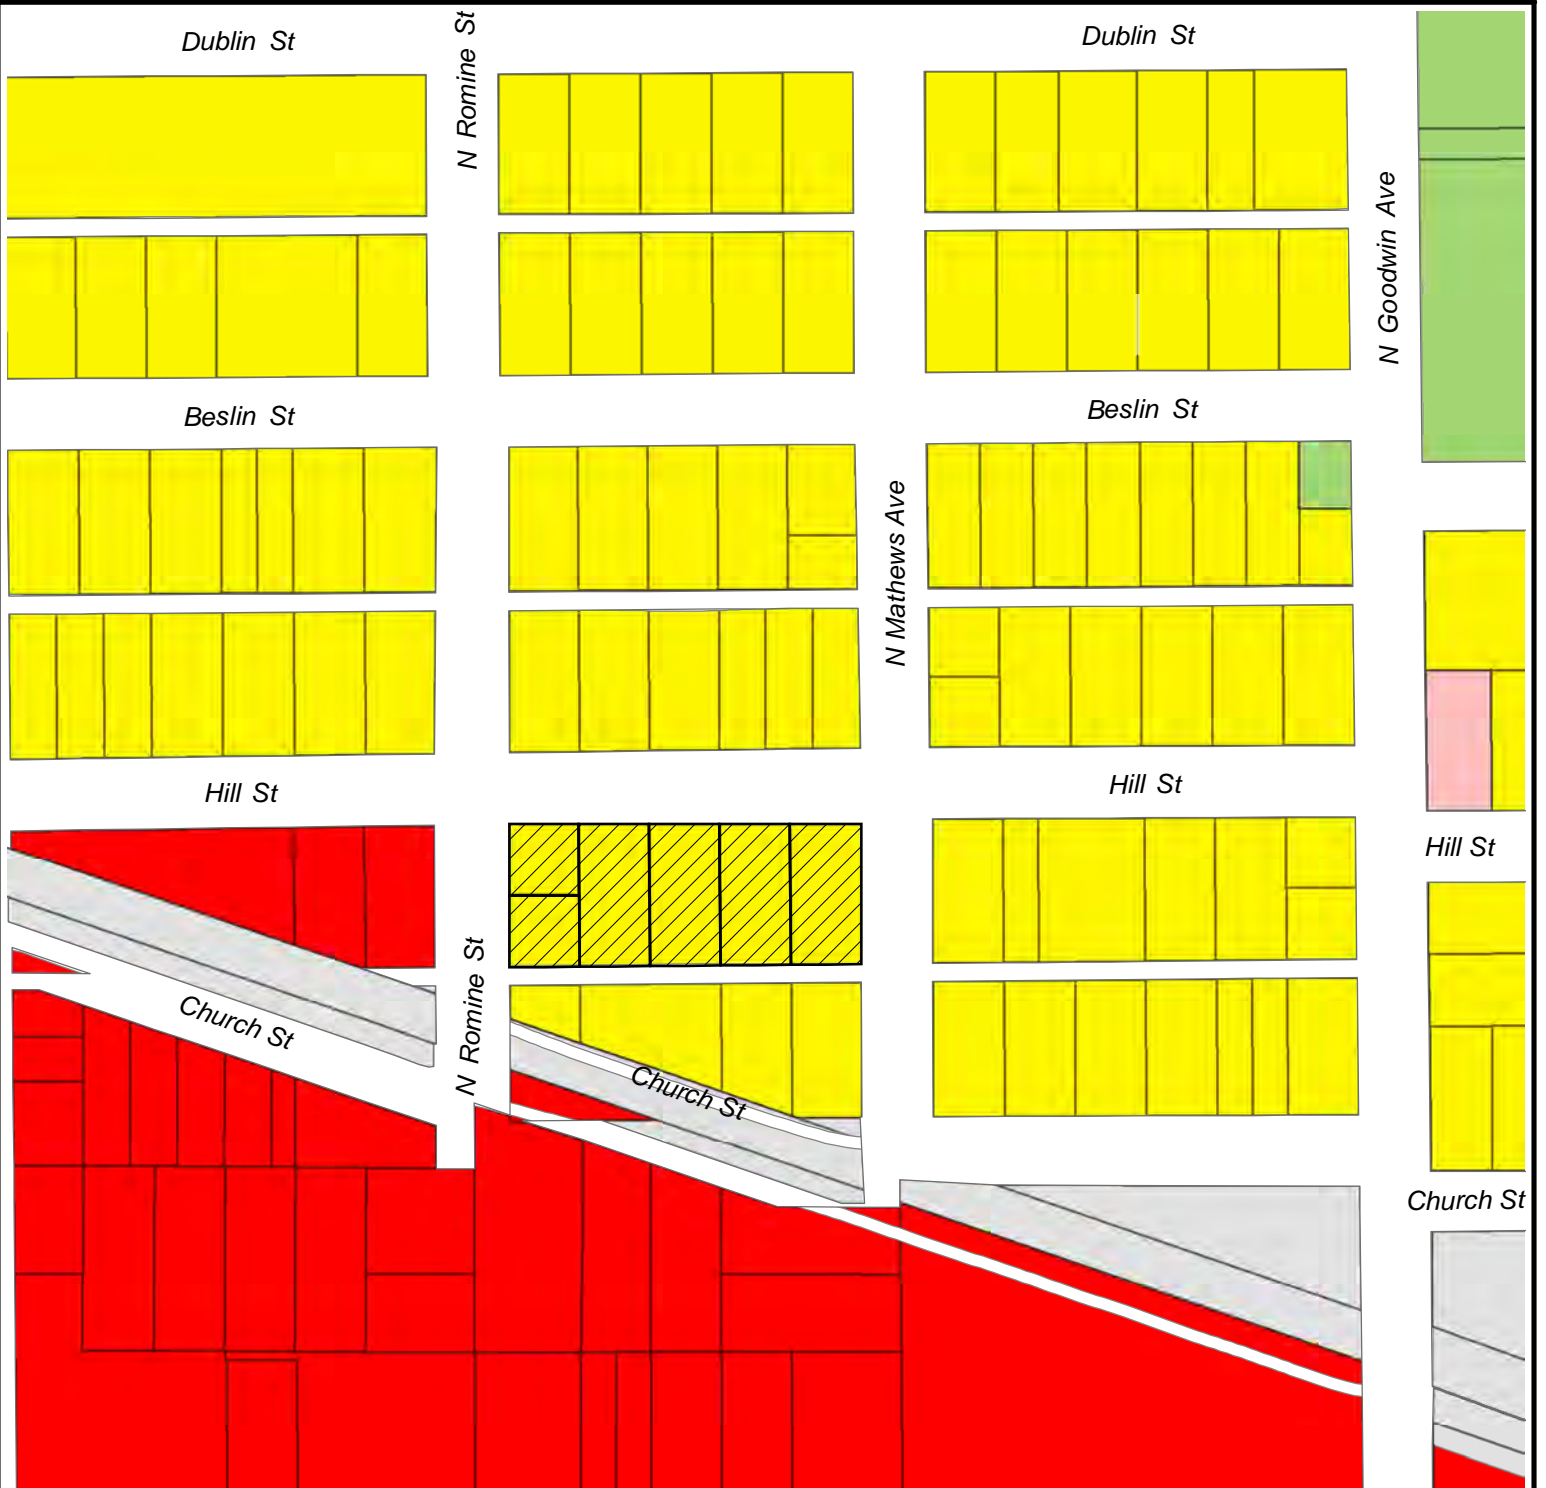 Dublin St
N Romine St
Dublin St
N Goodwin Ave
Beslin St
Beslin St
N Mathews Ave
Hill St
Hill St
Hill St
N Romine St
Church St
Church St
Church St